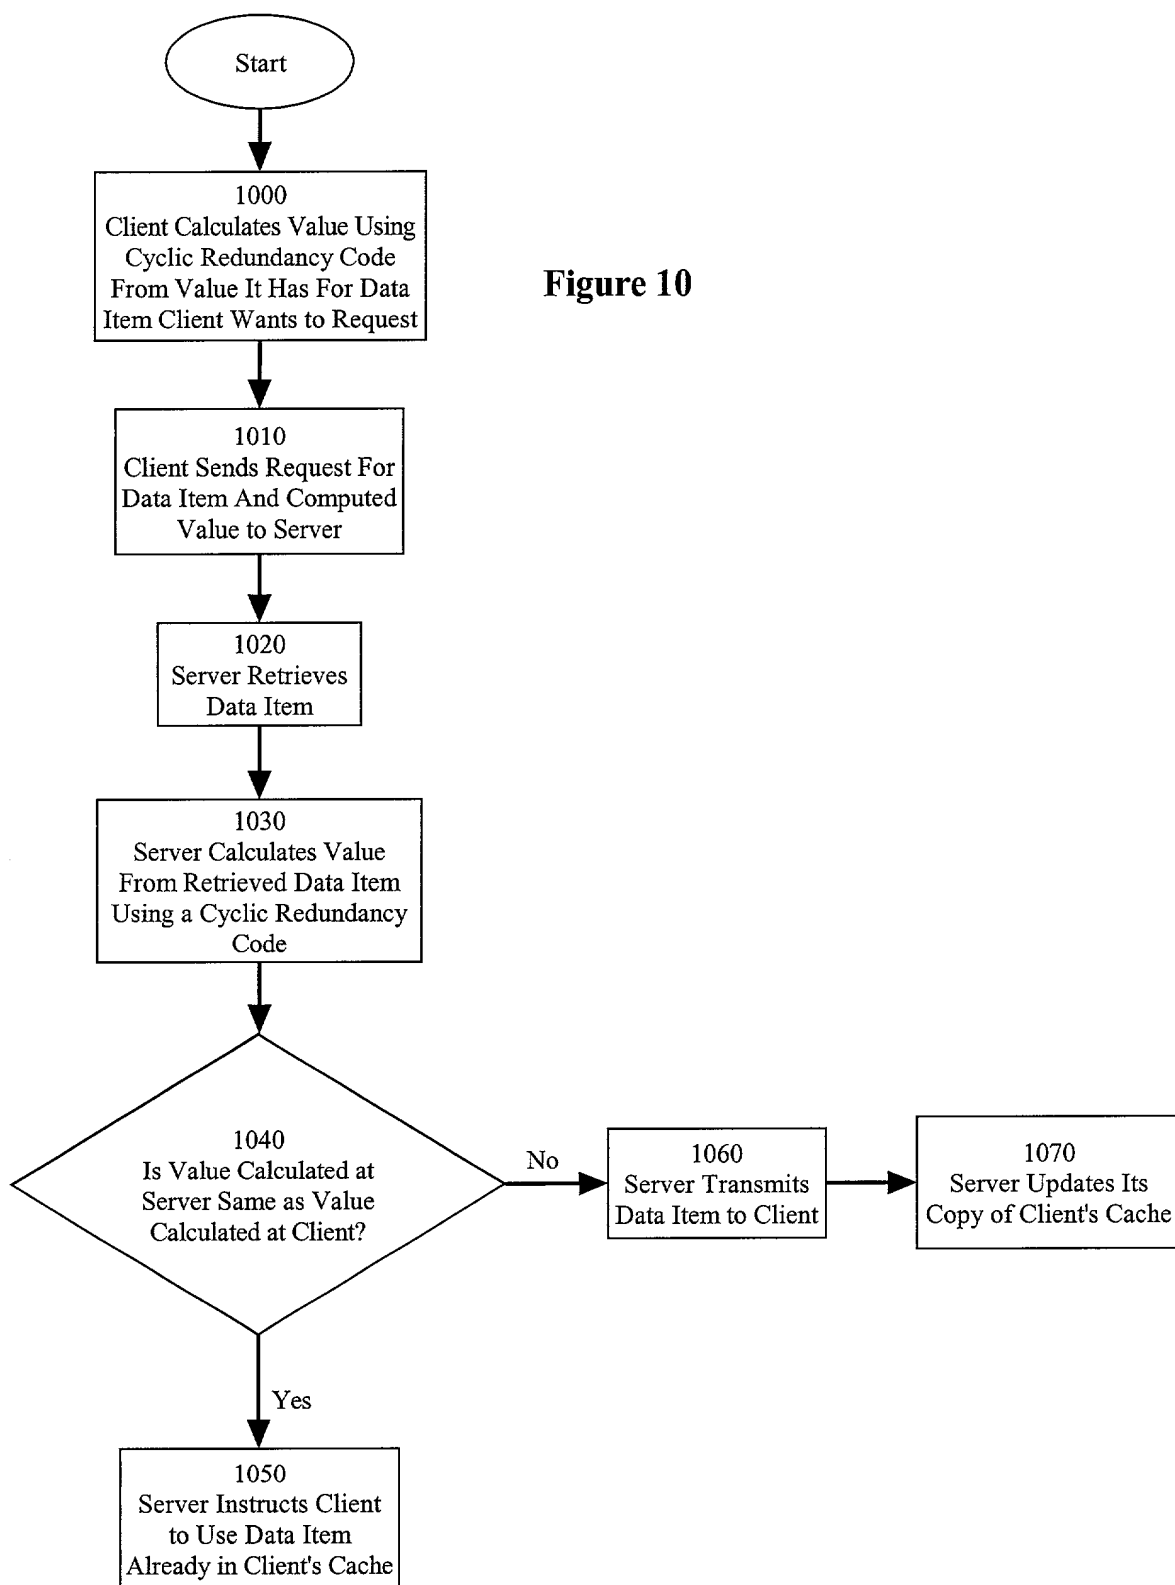 Start
1000
Client Calculates Value Using
Cyclic Redundancy Code
From Value It Has For Data
Item Client Wants to Request
Figure 10
1010
Client Sends Request For
Data Item And Computed
Value to Server
1020
Server Retrieves
Data Item
1030
Server Calculates Value
From Retrieved Data Item
Using a Cyclic Redundancy
Code
1040
Is Value Calculated at
Server Same as Value
Calculated at Client?
No
1060
Server Transmits
Data Item to Client
1070
Server Updates Its
Copy of Client's Cache
Yes
1050
Server Instructs Client
to Use Data Item
Already in Client's Cache